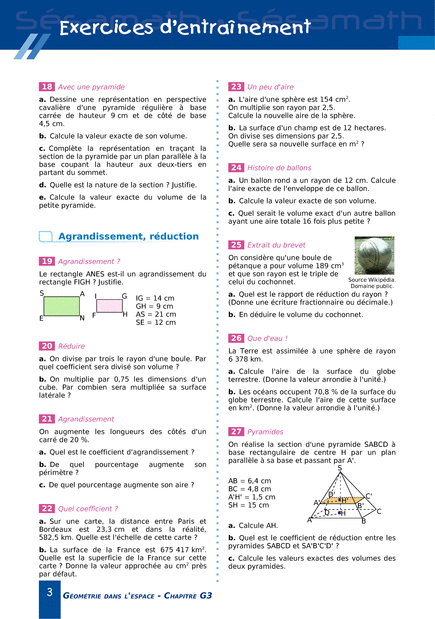 Sésamath Sésamath
Exercices d'entraînement
18 Avec une pyramide
a. Dessine une représentation en perspective
cavalière d'une pyramide régulière à base
carrée de hauteur 9 cm et de côté de base
4,5 cm.
b. Calcule la valeur exacte de son volume.
c. Complète la représentation en traçant la
section de la pyramide par un plan parallèle à la
base coupant la hauteur aux deux-tiers en
partant du sommet.
d. Quelle est la nature de la section ? Justifie.
e. Calcule la valeur exacte du volume de la
petite pyramide.
Agrandissement, réduction
19 Agrandissement ?
Le rectangle ANES est-il un agrandissement du
rectangle FIGH ? Justifie.
S A I G
E N F H
IG = 14 cm
GH = 9 cm
AS = 21 cm
SE = 12 cm
20 Réduire
a. On divise par trois le rayon d'une boule. Par
quel coefficient sera divisé son volume ?
b. On multiplie par 0,75 les dimensions d'un
cube. Par combien sera multipliée sa surface
latérale ?
21 Agrandissement
On augmente les longueurs des côtés d'un
carré de 20 %.
a. Quel est le coefficient d'agrandissement ?
b. De quel pourcentage augmente son
périmètre ?
c. De quel pourcentage augmente son aire ?
22 Quel coefficient ?
a. Sur une carte, la distance entre Paris et
Bordeaux est 23,3 cm et dans la réalité,
582,5 km. Quelle est l'échelle de cette carte ?
b. La surface de la France est 675 417 km².
Quelle est la superficie de la France sur cette
carte ? Donne la valeur approchée au cm² près
par défaut.
23 Un peu d'aire
a. L'aire d'une sphère est 154 cm².
On multiplie son rayon par 2,5.
Calcule la nouvelle aire de la sphère.
b. La surface d'un champ est de 12 hectares.
On divise ses dimensions par 2,5.
Quelle sera sa nouvelle surface en m² ?
24 Histoire de ballons
a. Un ballon rond a un rayon de 12 cm. Calcule
l'aire exacte de l'enveloppe de ce ballon.
b. Calcule la valeur exacte de son volume.
c. Quel serait le volume exact d'un autre ballon
ayant une aire totale 16 fois plus petite ?
25 Extrait du brevet
On considère qu'une boule de
pétanque a pour volume 189 cm³
et que son rayon est le triple de
celui du cochonnet.
Source Wikipédia.
Domaine public.
a. Quel est le rapport de réduction du rayon ?
(Donne une écriture fractionnaire ou décimale.)
b. En déduire le volume du cochonnet.
26 Que d'eau !
La Terre est assimilée à une sphère de rayon
6 378 km.
a. Calcule l'aire de la surface du globe
terrestre. (Donne la valeur arrondie à l'unité.)
b. Les océans occupent 70,8 % de la surface du
globe terrestre. Calcule l'aire de cette surface
en km². (Donne la valeur arrondie à l'unité.)
27 Pyramides
On réalise la section d'une pyramide SABCD à
base rectangulaire de centre H par un plan
parallèle à sa base et passant par A'.
AB = 6,4 cm
BC = 4,8 cm
A'H' = 1,5 cm
SH = 15 cm
S
D' C'
A' H' B'
D H C
A B
a. Calcule AH.
b. Quel est le coefficient de réduction entre les
pyramides SABCD et SA'B'C'D' ?
c. Calcule les valeurs exactes des volumes des
deux pyramides.
3 Géométrie dans l'espace - Chapitre G3